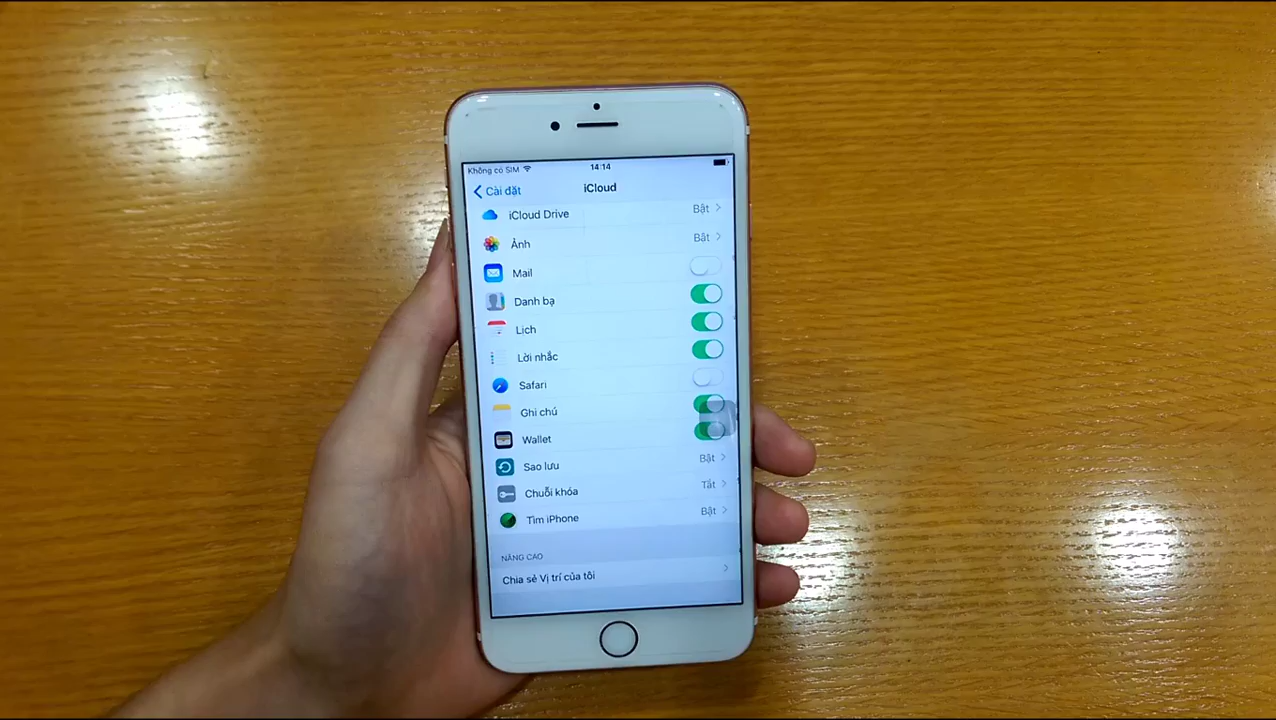 Không có SIM 14:14
Cài đặt iCloud
iCloud Drive Bật
Ảnh Bật
Mail
Danh bạ
Lịch
Lời nhắc
Safari
Ghi chú
Wallet
Sao lưu Bật
Chuỗi khóa Tắt
Tìm iPhone Bật
NÂNG CAO
Chia sẻ Vị trí của tôi